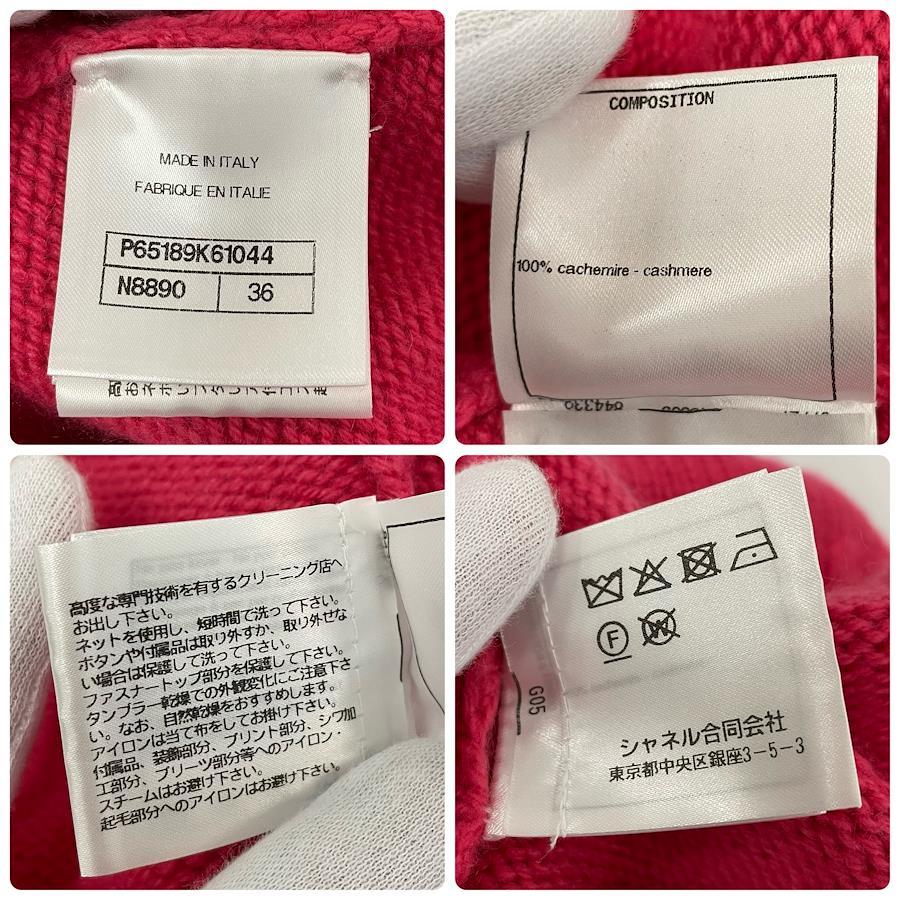 MADE IN ITALY
FABRIQUE EN ITALIE
P65189K61044
N8890 36
COMPOSITION
100% cachemire - cashmere
高度な専門技術を有するクリーニング店へ
お出し下さい。
ネットを使用し、短時間で洗って下さい。
ボタンや付属品は取り外すか、取り外せな
い場合は保護して洗って下さい。
ファスナートップ部分を保護して下さい。
タンブラー乾燥での外観変化にご注意下さ
い。なお、自然乾燥をおすすめします。
アイロンは当て布をしてお掛け下さい。
付属品、装飾部分、プリント部分、シワ加
工部分、プリーツ部分等へのアイロン・
スチームはお避け下さい。
起毛部分へのアイロンはお避け下さい。
F
W
G05
シャネル合同会社
東京都中央区銀座3-5-3